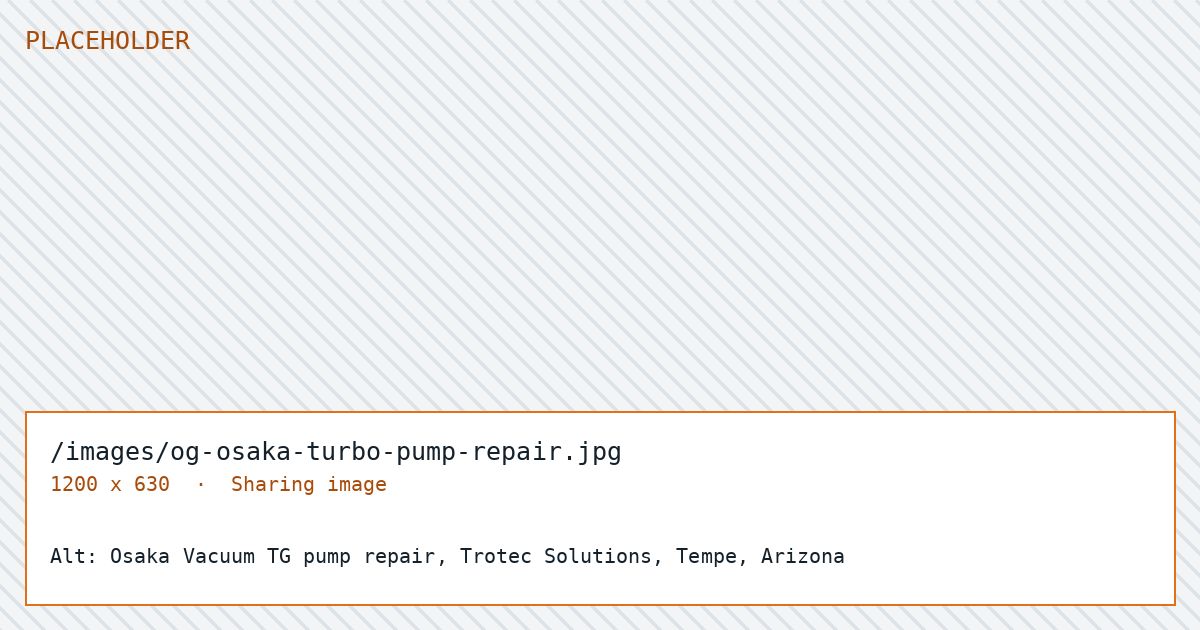 PLACEHOLDER
/images/og-osaka-turbo-pump-repair.jpg
1200 x 630 · Sharing image
Alt: Osaka Vacuum TG pump repair, Trotec Solutions, Tempe, Arizona